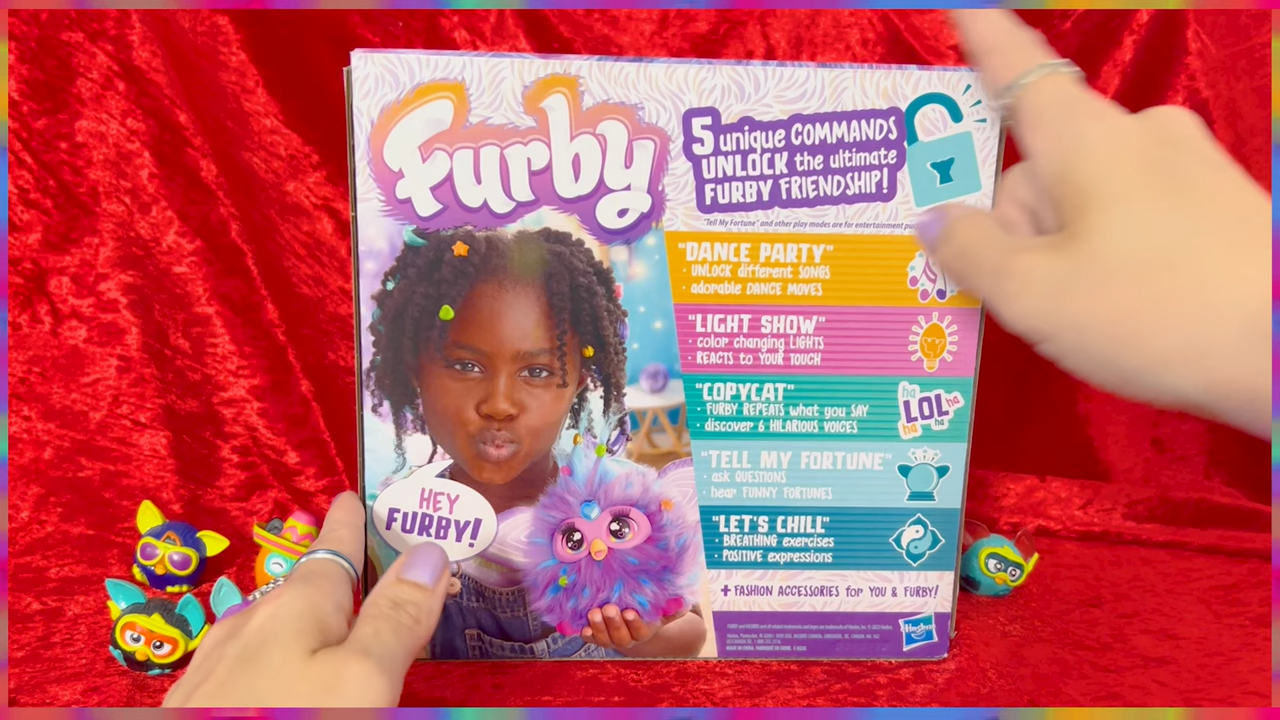 Furby
5 unique COMMANDS
UNLOCK the ultimate
FURBY FRIENDSHIP!
"Tell My Fortune" and other play modes are for entertainment
"DANCE PARTY"
· UNLOCK different SONGS
· adorable DANCE MOVES
"LIGHT SHOW"
· color changing LIGHTS
· REACTS to YOUR TOUCH
"COPYCAT"
· FURBY REPEATS what you SAY
· discover 6 HILARIOUS VOICES
ha
LOL ha
ha
ha
"TELL MY FORTUNE"
· ask QUESTIONS
hear FUNNY FORTUNES
"LET'S CHILL"
· BREATHING exercises
· POSITIVE expressions
HEY
FURBY!
+ FASHION ACCESSORIES for YOU & FURBY!
Hasbro